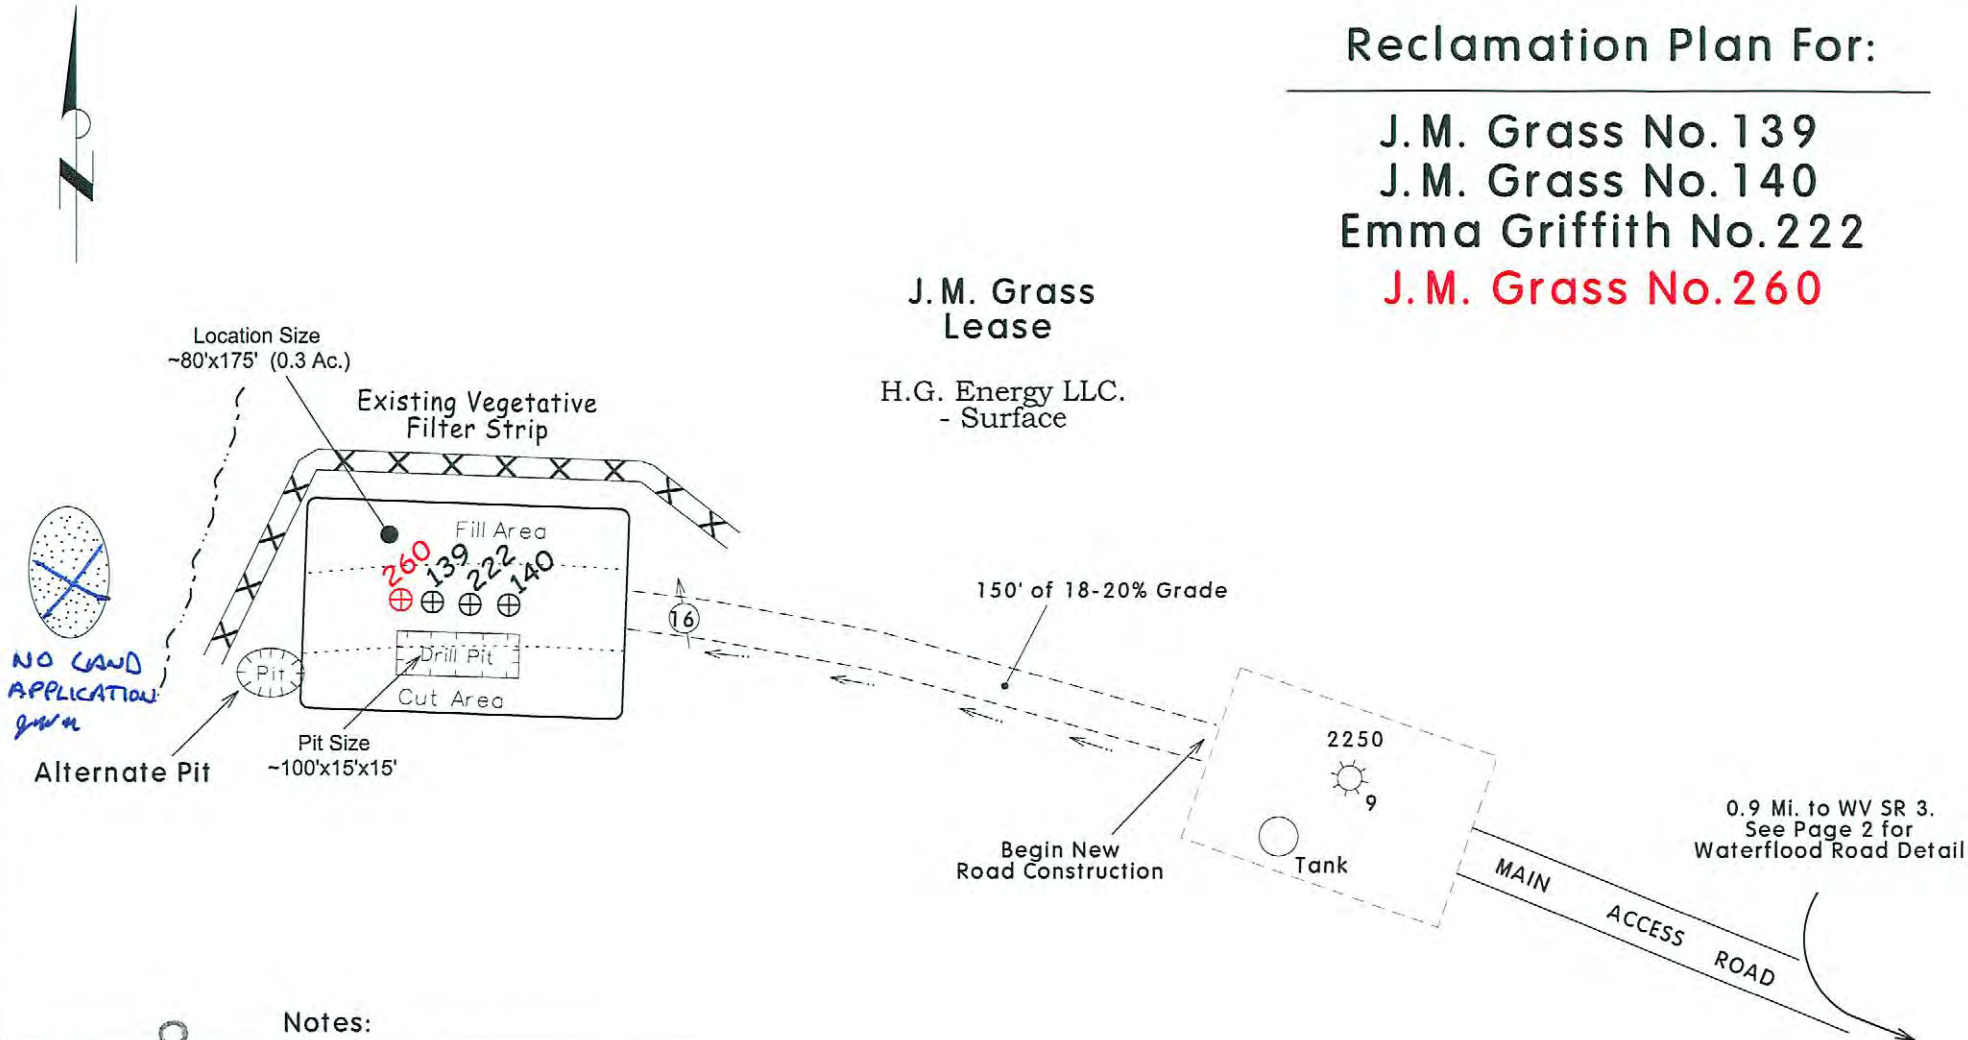 Reclamation Plan For:
J.M. Grass No.139
J.M. Grass No.140
Emma Griffith No.222
J.M. Grass No.260
N
J.M. Grass
Lease
H.G. Energy LLC.
- Surface
Location Size
~80'x175' (0.3 Ac.)
Existing Vegetative
Filter Strip
Fill Area
260
139
222
140
Drill Pit
Cut Area
Pit
NO LAND
APPLICATION
Alternate Pit
Pit Size
~100'x15'x15'
16
150' of 18-20% Grade
Begin New
Road Construction
2250
9
Tank
MAIN ACCESS ROAD
0.9 Mi. to WV SR 3.
See Page 2 for
Waterflood Road Detail
Notes: